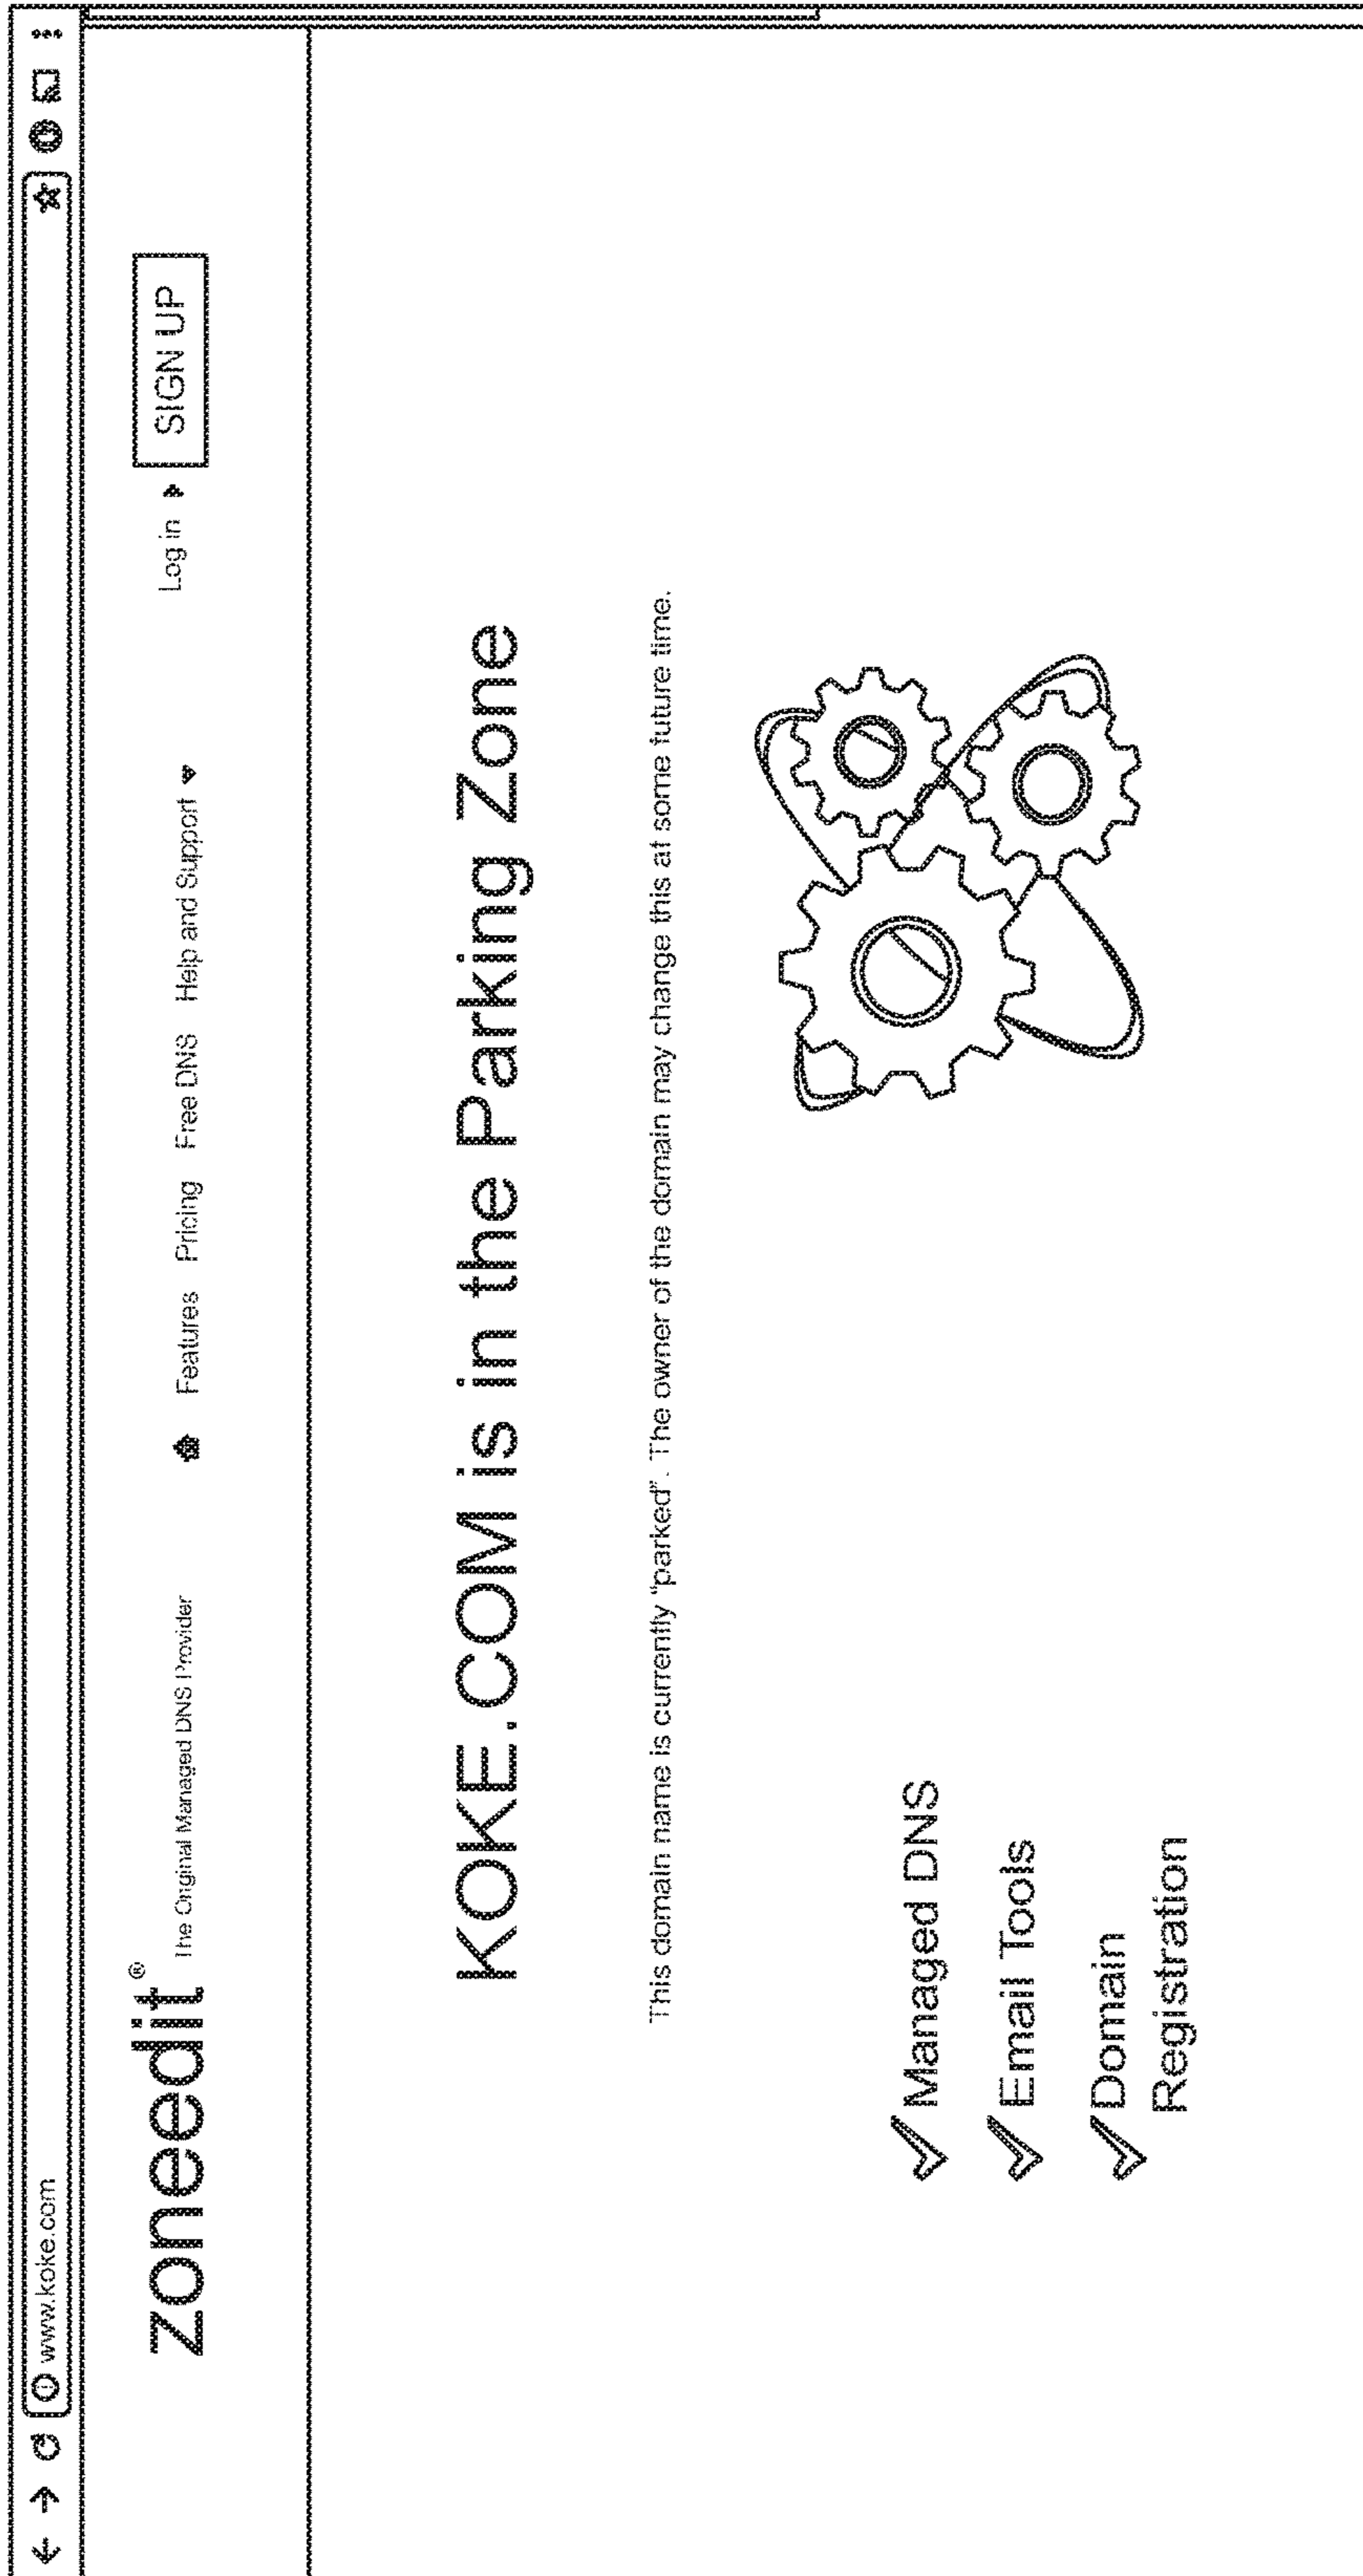 www.koke.com
zoneedit® The Original Managed DNS Provider Features Pricing Free DNS Help and Support Log in SIGN UP
KOKE.COM is in the Parking Zone
This domain name is currently "parked". The owner of the domain may change this at some future time.
Managed DNS
Email Tools
Domain
Registration